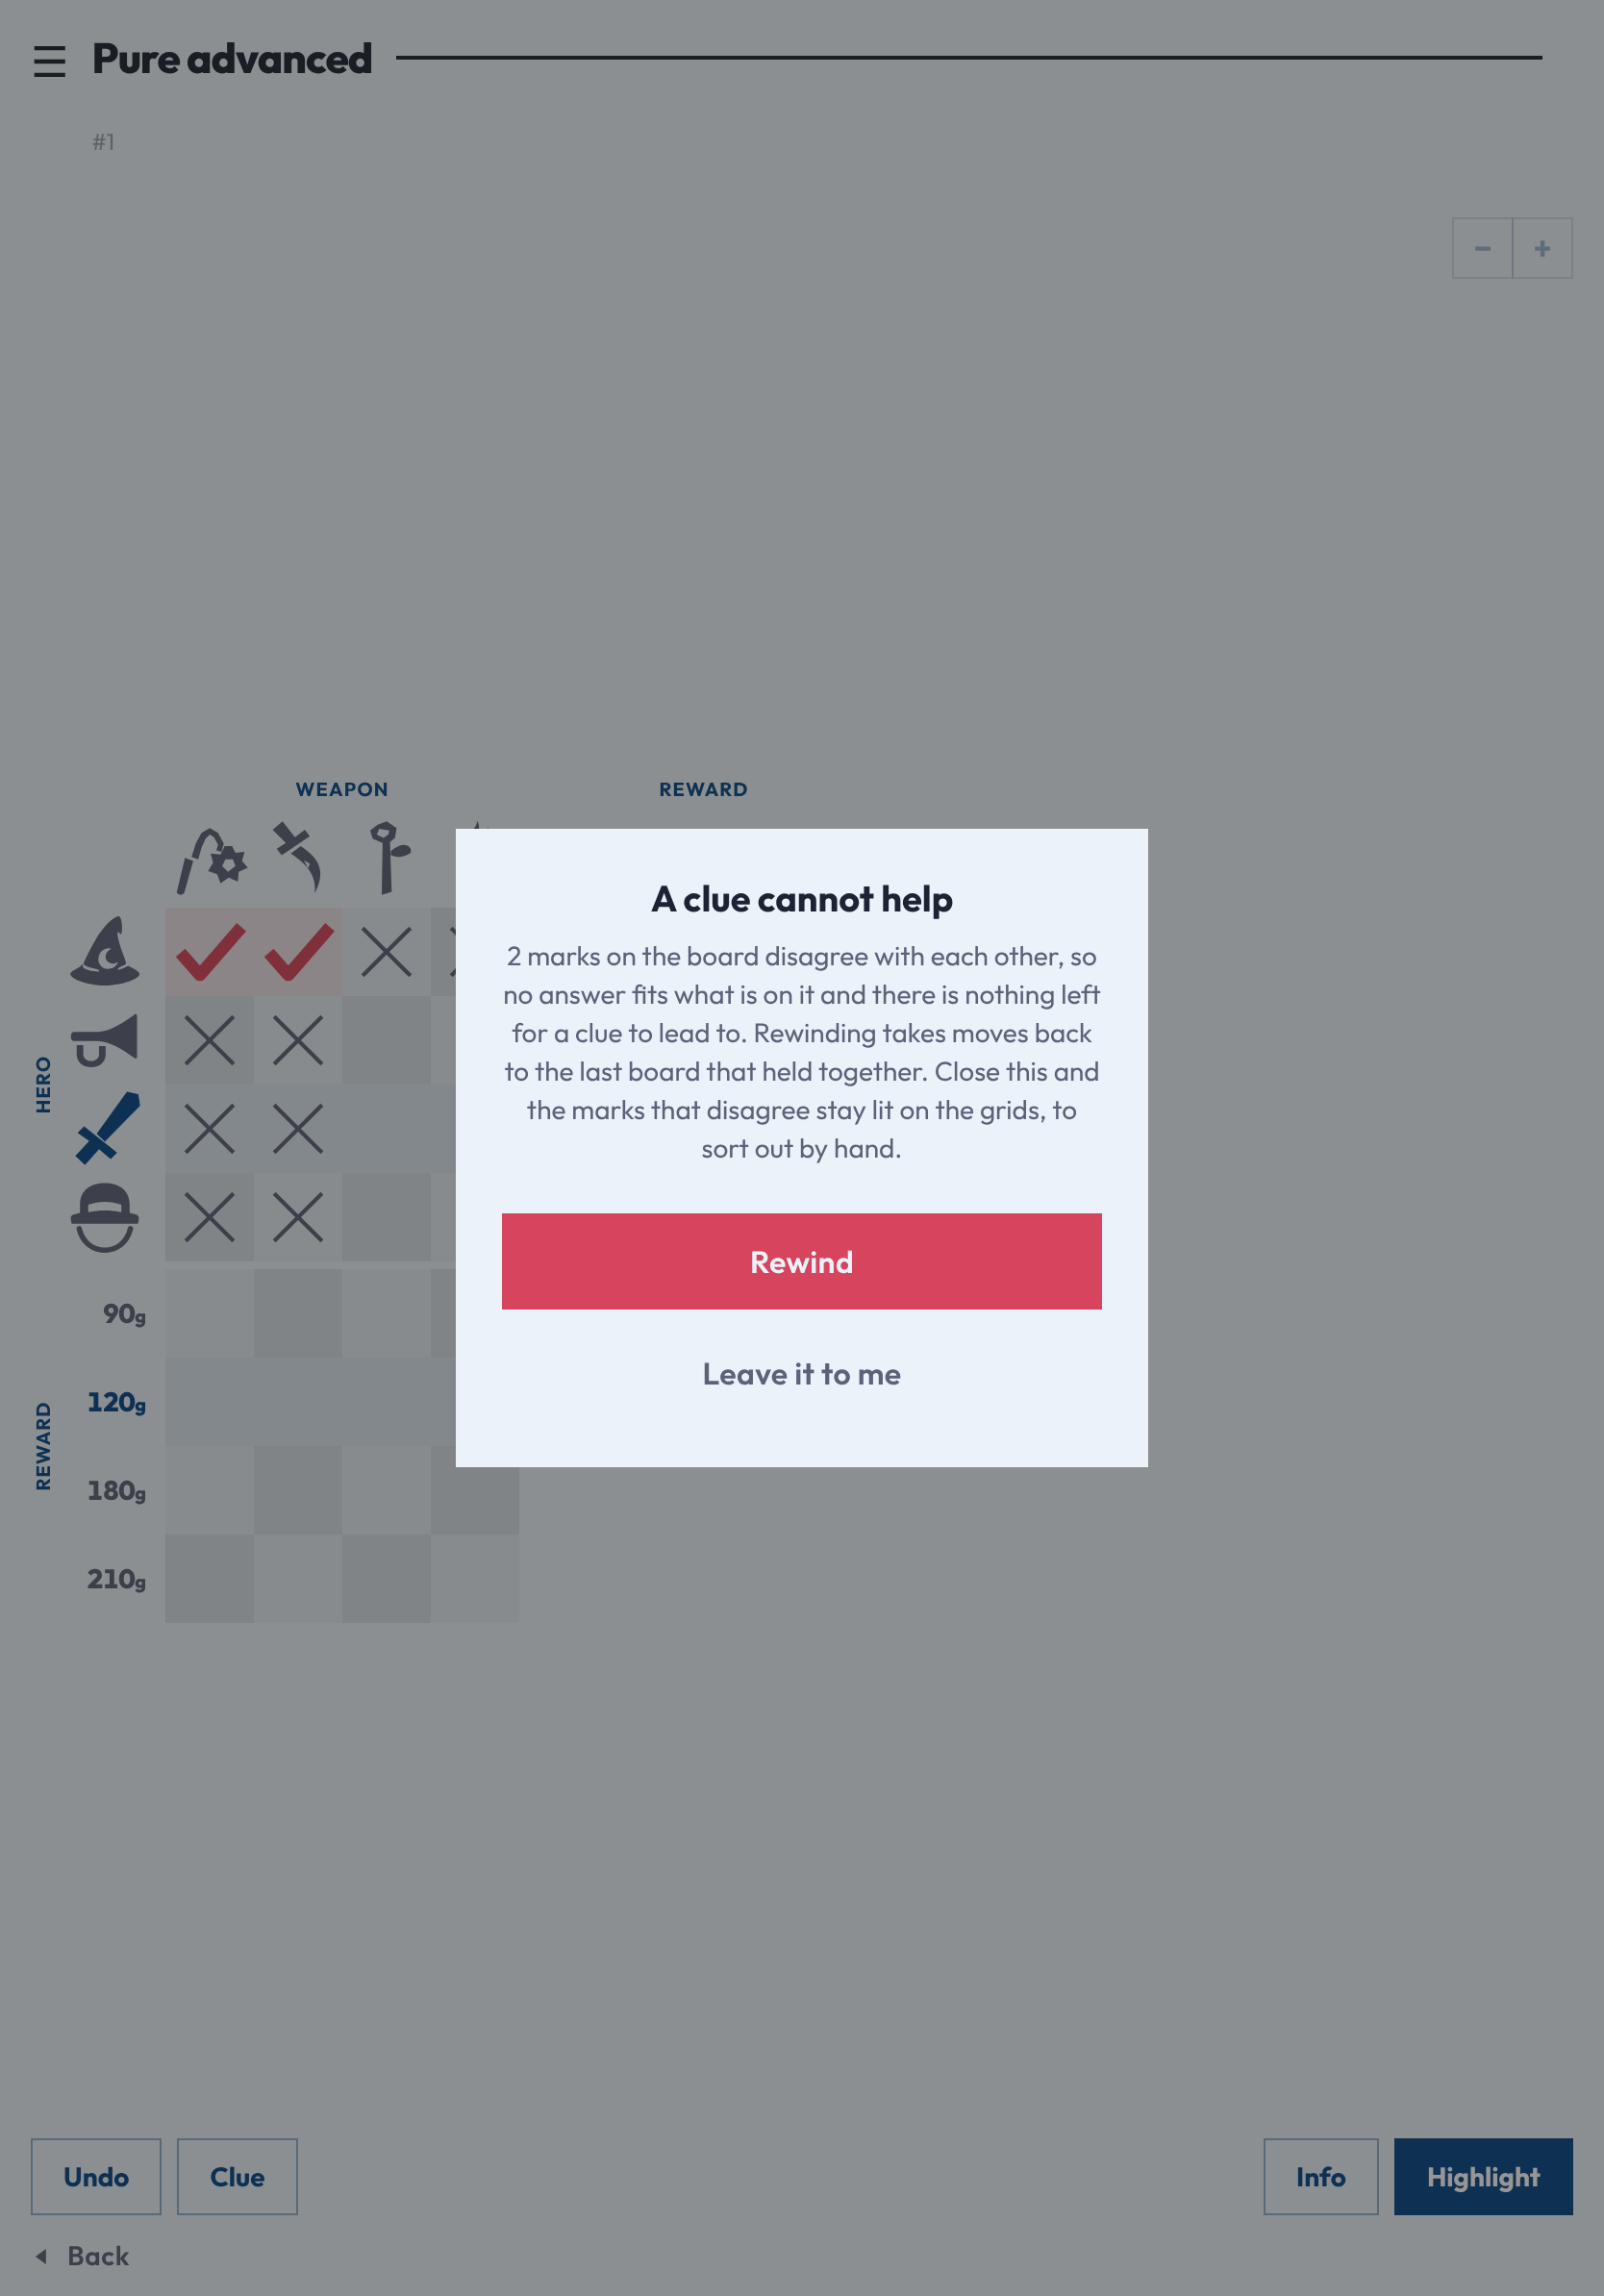 Pure advanced
#1
− +
WEAPON REWARD
HERO
A clue cannot help
2 marks on the board disagree with each other, so
no answer fits what is on it and there is nothing left
for a clue to lead to. Rewinding takes moves back
to the last board that held together. Close this and
the marks that disagree stay lit on the grids, to
sort out by hand.
Rewind
Leave it to me
REWARD
90g
120g
180g
210g
Undo Clue Info Highlight
Back